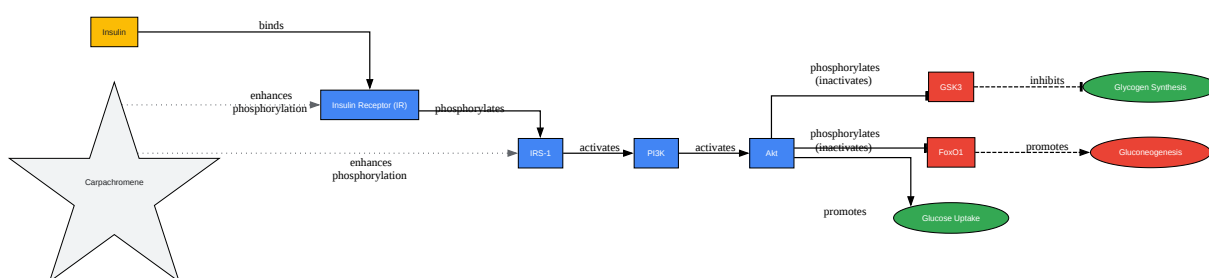 Insulin
binds
phosphorylates
(inactivates)
GSK3
inhibits
Glycogen Synthesis
enhances
phosphorylation
Insulin Receptor (IR)
phosphorylates
phosphorylates
(inactivates)
IRS-1
activates
PI3K
activates
Akt
FoxO1
promotes
Gluconeogenesis
enhances
phosphorylation
Carpachromene
promotes
Glucose Uptake